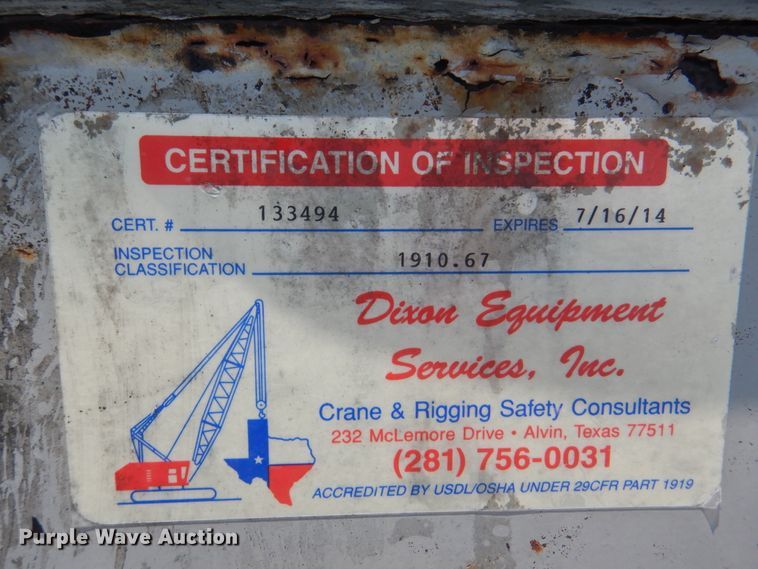 CERTIFICATION OF INSPECTION
CERT. # 133494 EXPIRES 7/16/14
INSPECTION
CLASSIFICATION 1910.67
Dixon Equipment
Services, Inc.
Crane & Rigging Safety Consultants
232 McLemore Drive • Alvin, Texas 77511
(281) 756-0031
ACCREDITED BY USDL/OSHA UNDER 29CFR PART 1919
Purple Wave Auction